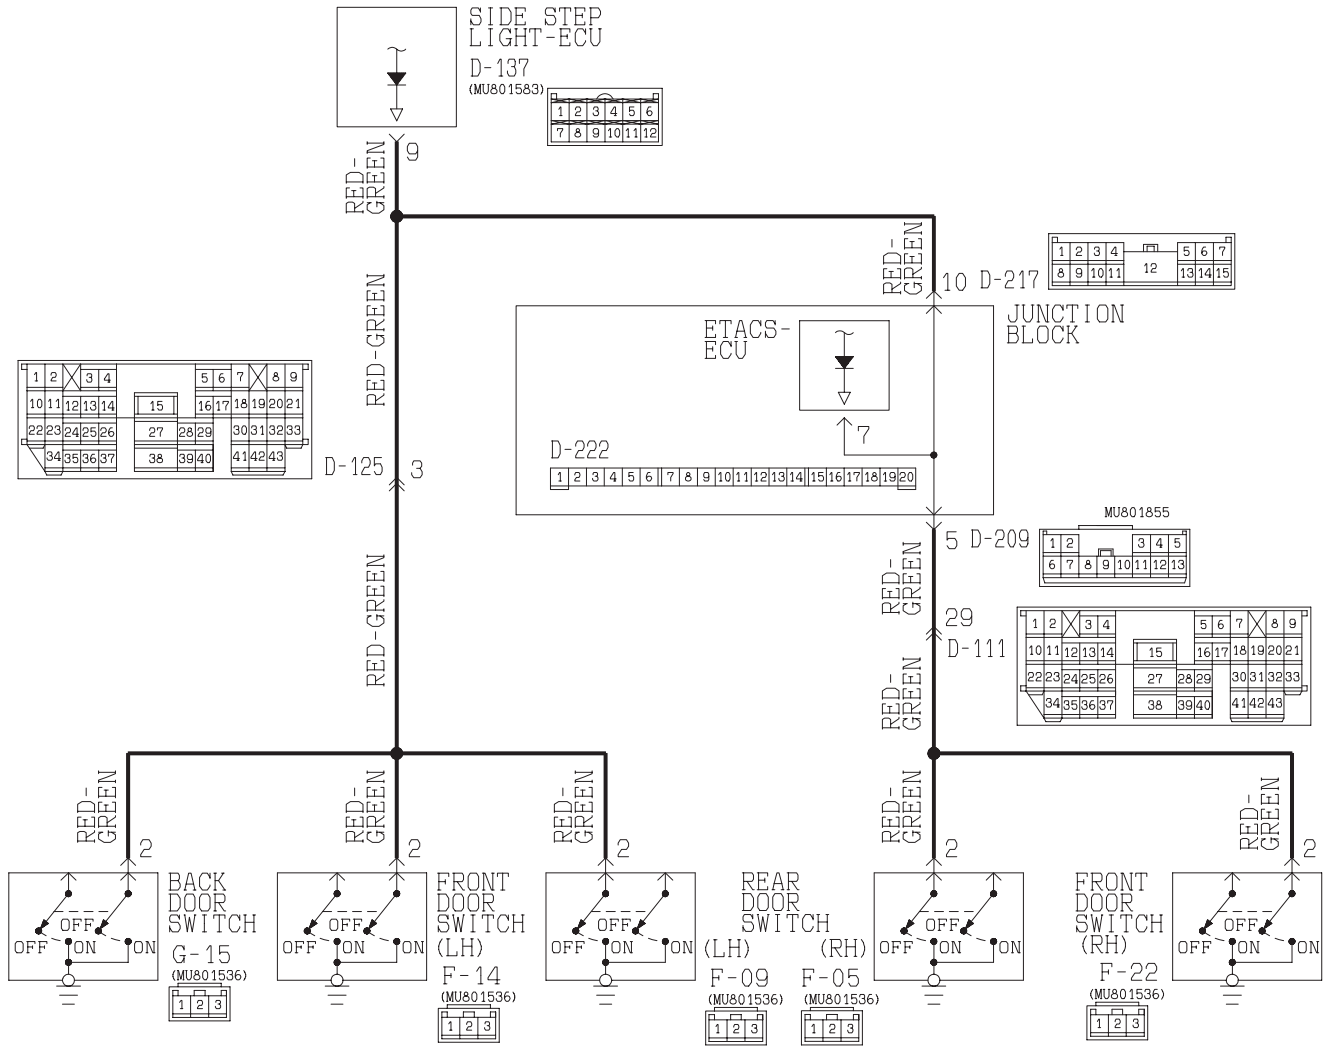 SIDE STEP
LIGHT-ECU
D-137
(MU801583)
1 2 3 4 5 6
7 8 9 10 11 12
9
RED-
GREEN
RED-
GREEN
10 D-217
1 2 3 4 5 6 7
8 9 10 11 12 13 14 15
JUNCTION
BLOCK
ETACS-
ECU
7
D-222
1 2 3 4 5 6 7 8 9 10 11 12 13 14 15 16 17 18 19 20
RED-GREEN
1 2 3 4 5 6 7 8 9
10 11 12 13 14 15 16 17 18 19 20 21
22 23 24 25 26 27 28 29 30 31 32 33
34 35 36 37 38 39 40 41 42 43
D-125 3
RED-GREEN
MU801855
5 D-209
1 2 3 4 5
6 7 8 9 10 11 12 13
RED-
GREEN
29
D-111
1 2 3 4 5 6 7 8 9
10 11 12 13 14 15 16 17 18 19 20 21
22 23 24 25 26 27 28 29 30 31 32 33
34 35 36 37 38 39 40 41 42 43
RED-
GREEN
RED-
GREEN
2
RED-
GREEN
2
RED-
GREEN
2
RED-
GREEN
2
RED-
GREEN
2
OFF OFF ON ON
BACK
DOOR
SWITCH
G-15
(MU801536)
1 2 3
OFF OFF ON ON
FRONT
DOOR
SWITCH
(LH)
F-14
(MU801536)
1 2 3
OFF OFF ON ON
REAR
DOOR
SWITCH
(LH) (RH)
F-09 F-05
(MU801536) (MU801536)
1 2 3 1 2 3
OFF OFF ON ON
FRONT
DOOR
SWITCH
(RH)
F-22
(MU801536)
1 2 3
OFF OFF ON ON